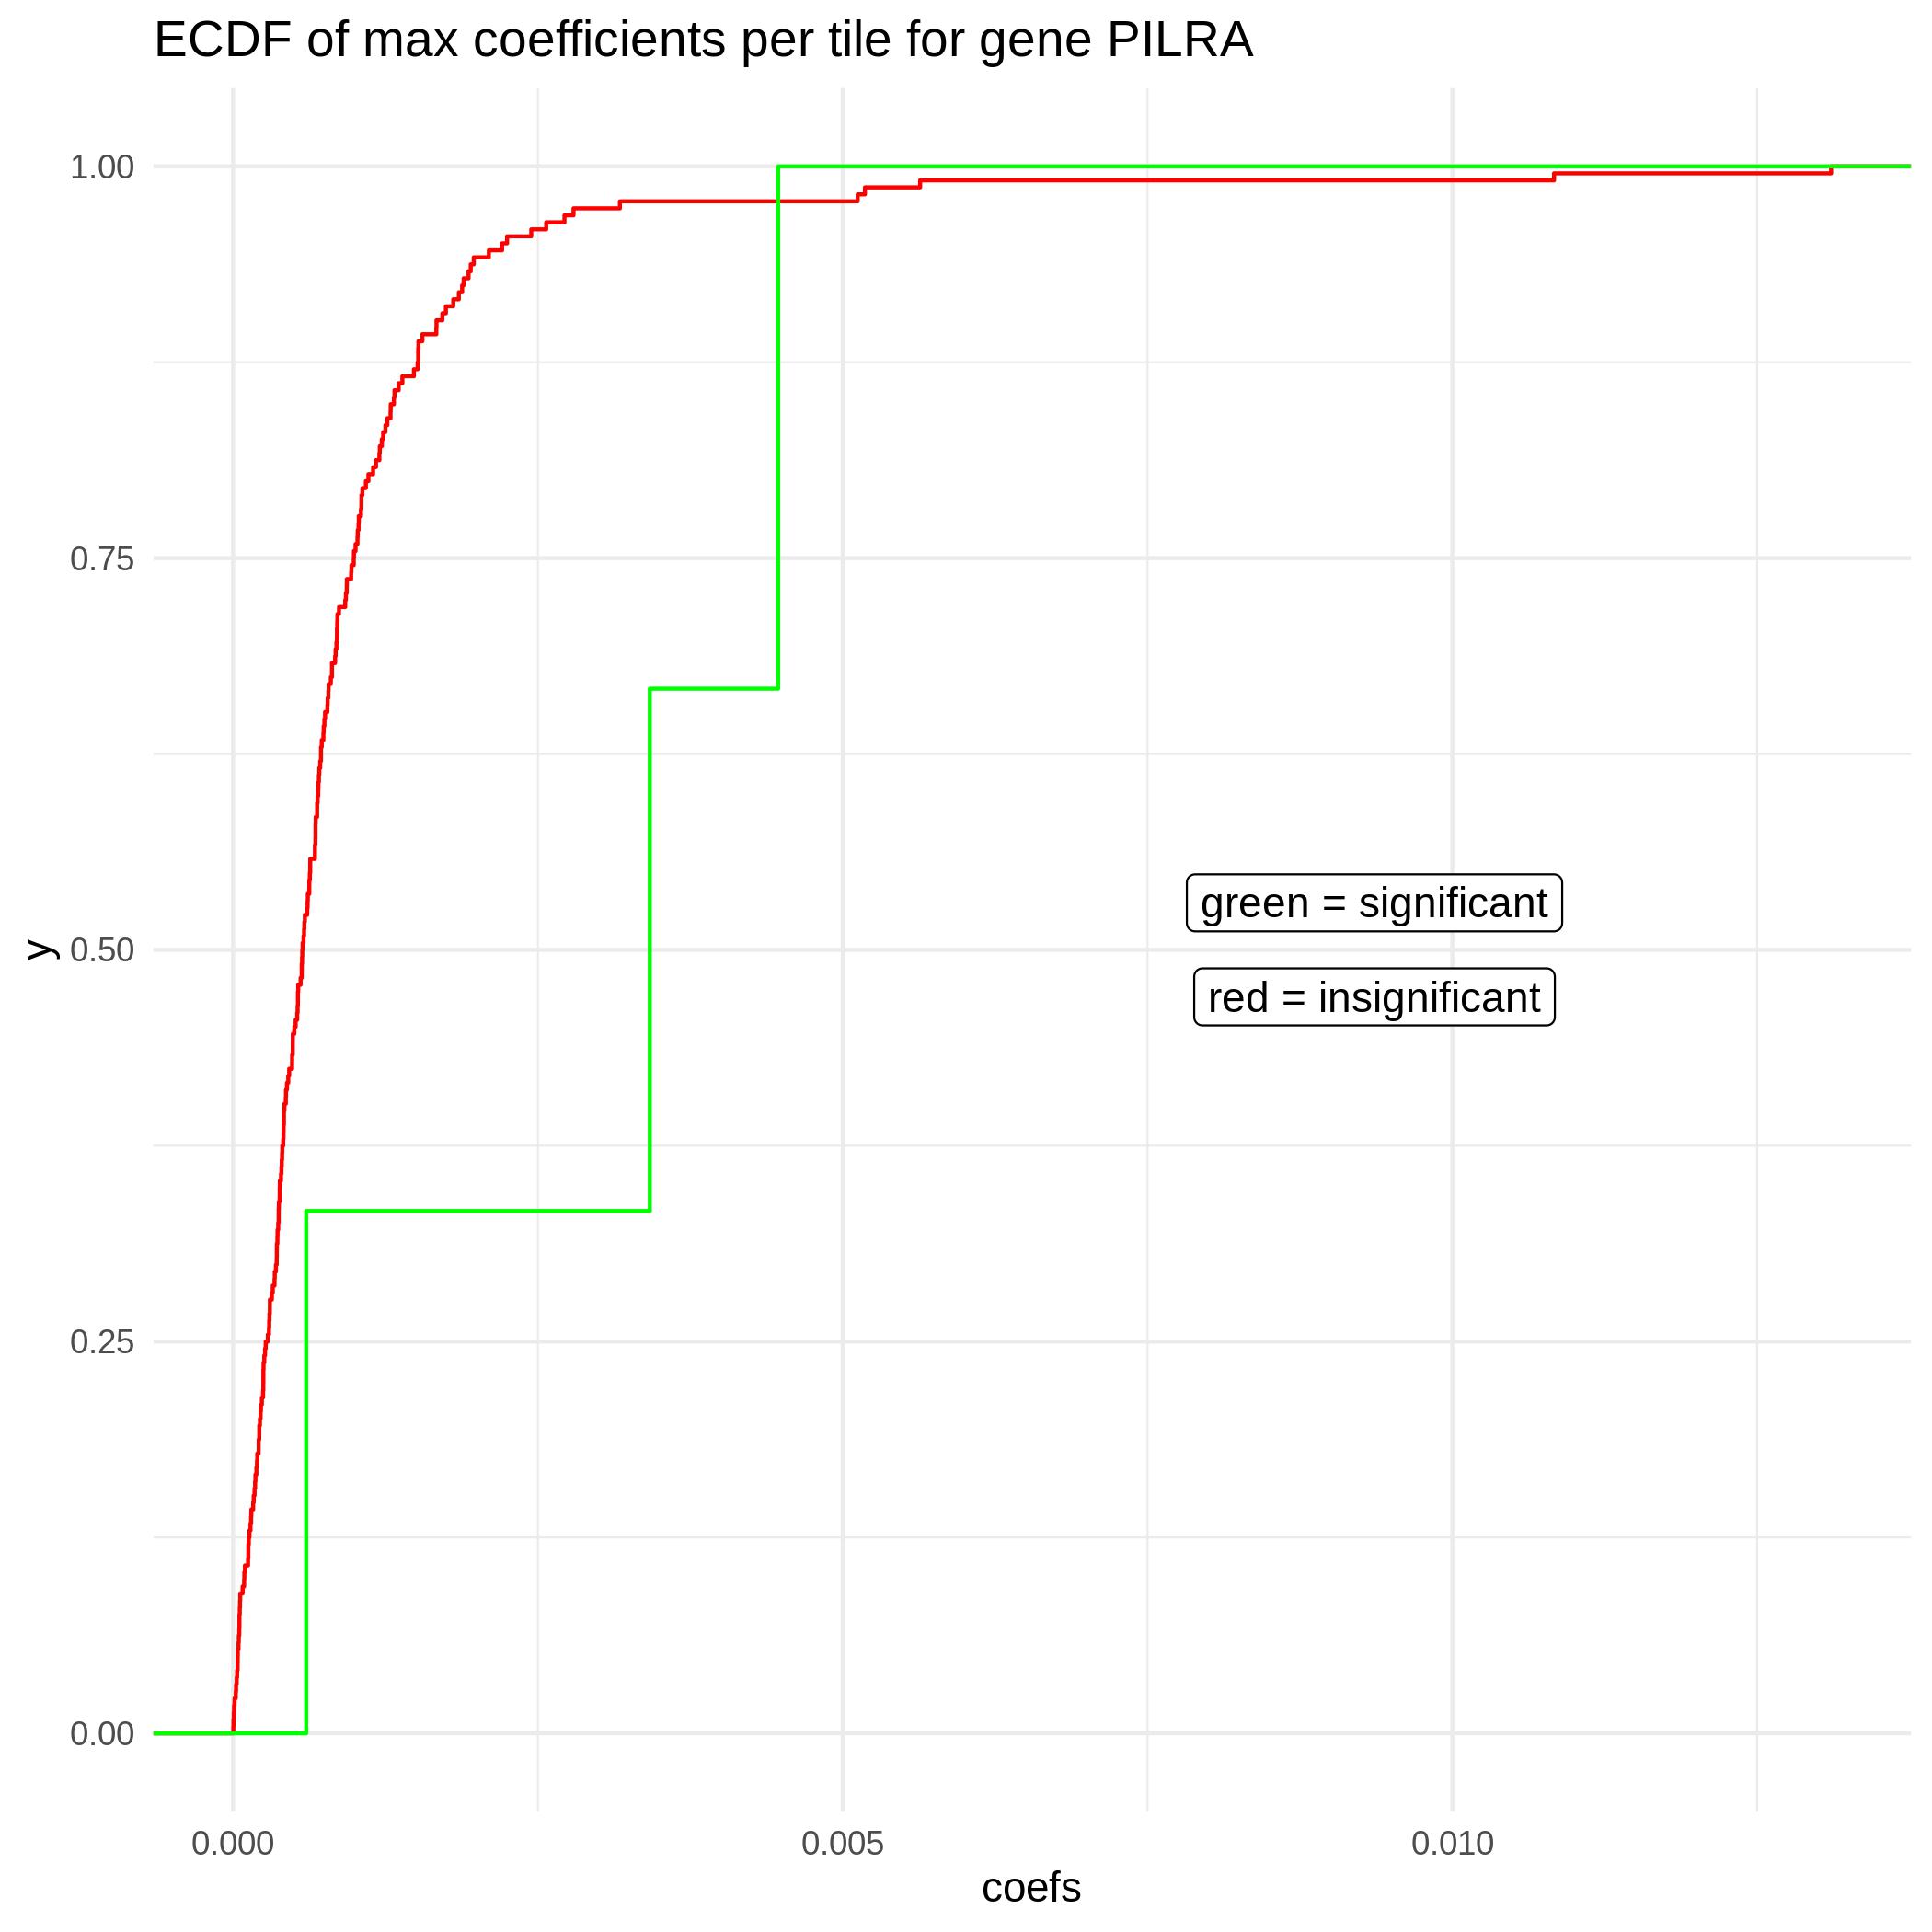 ECDF of max coefficients per tile for gene PILRA
1.00
0.75
0.50
0.25
0.00
y
green = significant
red = insignificant
0.000
0.005
0.010
coefs